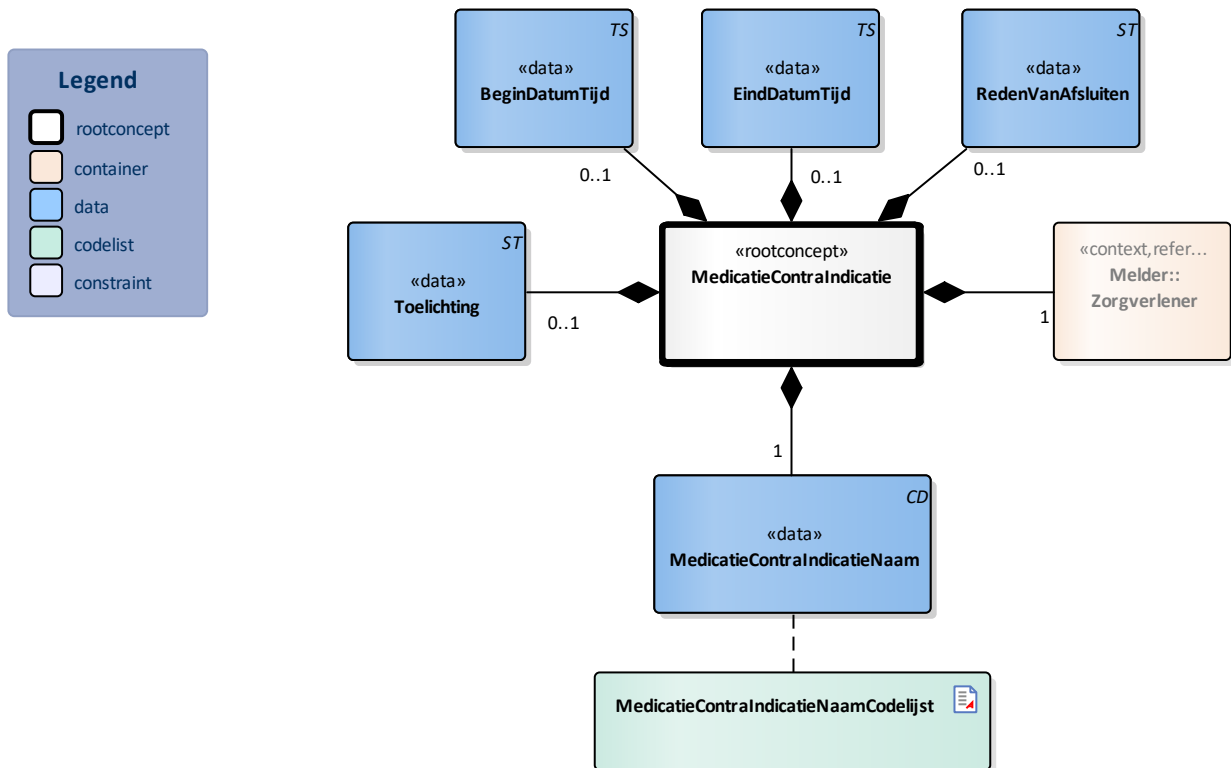 Legend
rootconcept
container
data
codelist
constraint
TS
«data»
BeginDatumTijd
TS
«data»
EindDatumTijd
ST
«data»
RedenVanAfsluiten
0..1
0..1
0..1
ST
«data»
Toelichting
0..1
«rootconcept»
MedicatieContraIndicatie
«context,refer...
Melder::
Zorgverlener
1
1
CD
«data»
MedicatieContraIndicatieNaam
MedicatieContraIndicatieNaamCodelijst